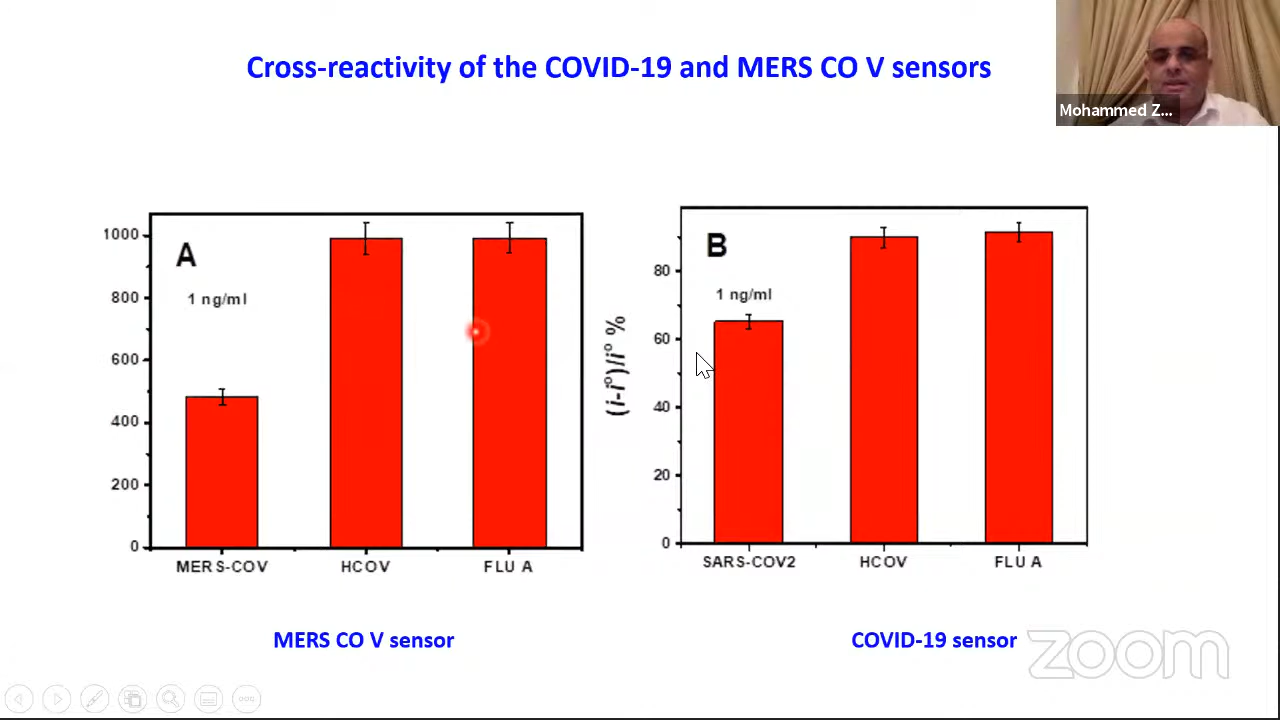 Cross-reactivity of the COVID-19 and MERS CO V sensors
Mohammed Z...
A
1 ng/ml
1000
800
600
400
200
0
MERS-COV HCOV FLU A
MERS CO V sensor
B
1 ng/ml
(i-i°)/i° %
80
60
40
20
0
SARS-COV2 HCOV FLU A
COVID-19 sensor
zoom